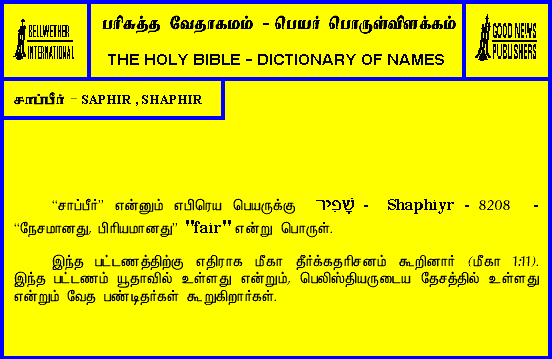 BELLWETHER
INTERNATIONAL
பரிசுத்த வேதாகமம் - பெயர் பொருள்விளக்கம்
THE HOLY BIBLE - DICTIONARY OF NAMES
GOOD NEWS
PUBLISHERS
சாப்பீர் - SAPHIR , SHAPHIR
“சாப்பீர்” என்னும் எபிரெய பெயருக்கு שָׁפִיר - Shaphiyr - 8208 -
“நேசமானது, பிரியமானது” "fair" என்று பொருள்.
இந்த பட்டணத்திற்கு எதிராக மீகா தீர்க்கதரிசனம் கூறினார் (மீகா 1:11).
இந்த பட்டணம் யூதாவில் உள்ளது என்றும், பெலிஸ்தியருடைய தேசத்தில் உள்ளது
என்றும் வேத பண்டிதர்கள் கூறுகிறார்கள்.